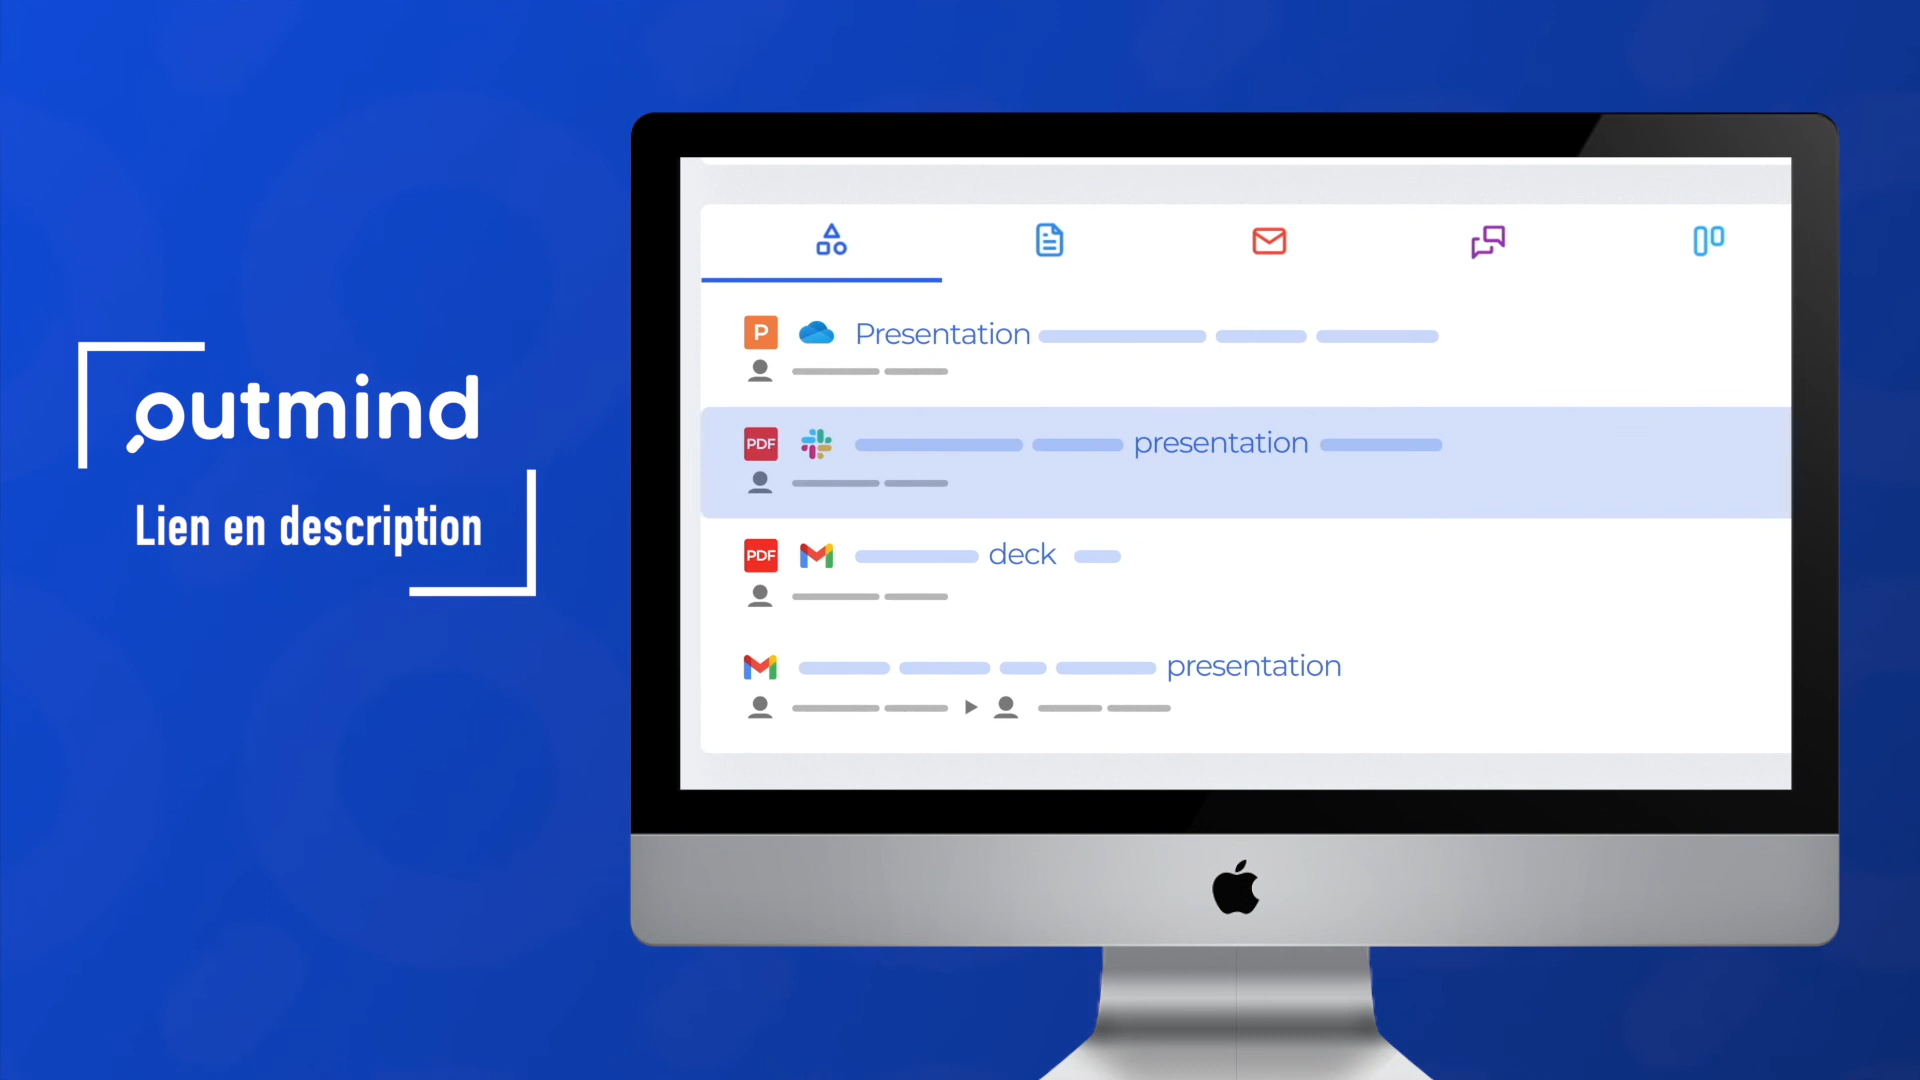 outmind
Lien en description
P
Presentation
PDF
presentation
PDF
deck
presentation